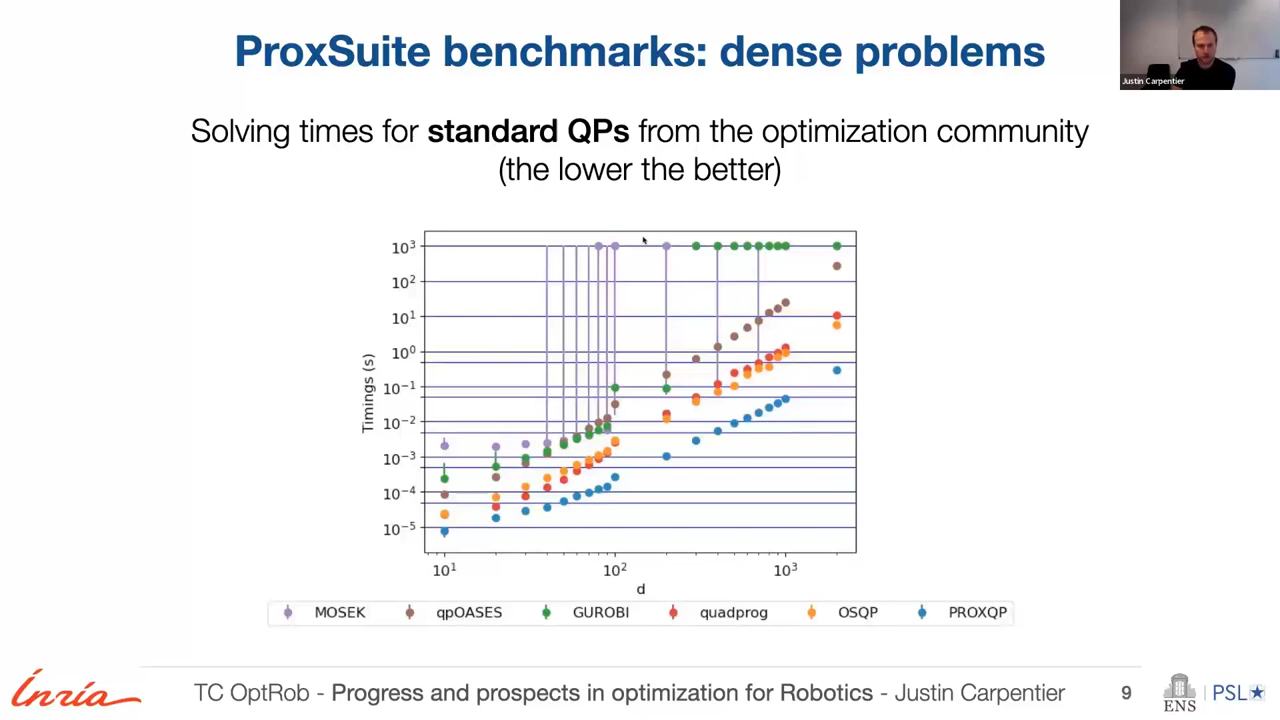 ProxSuite benchmarks: dense problems
Justin Carpentier
Solving times for standard QPs from the optimization community
(the lower the better)
10³
10²
10¹
10⁰
10⁻¹
10⁻²
10⁻³
10⁻⁴
10⁻⁵
Timings (s)
10¹ 10² 10³
d
MOSEK qpOASES GUROBI quadprog OSQP PROXQP
Inria
TC OptRob - Progress and prospects in optimization for Robotics - Justin Carpentier
9
ENS
PSL